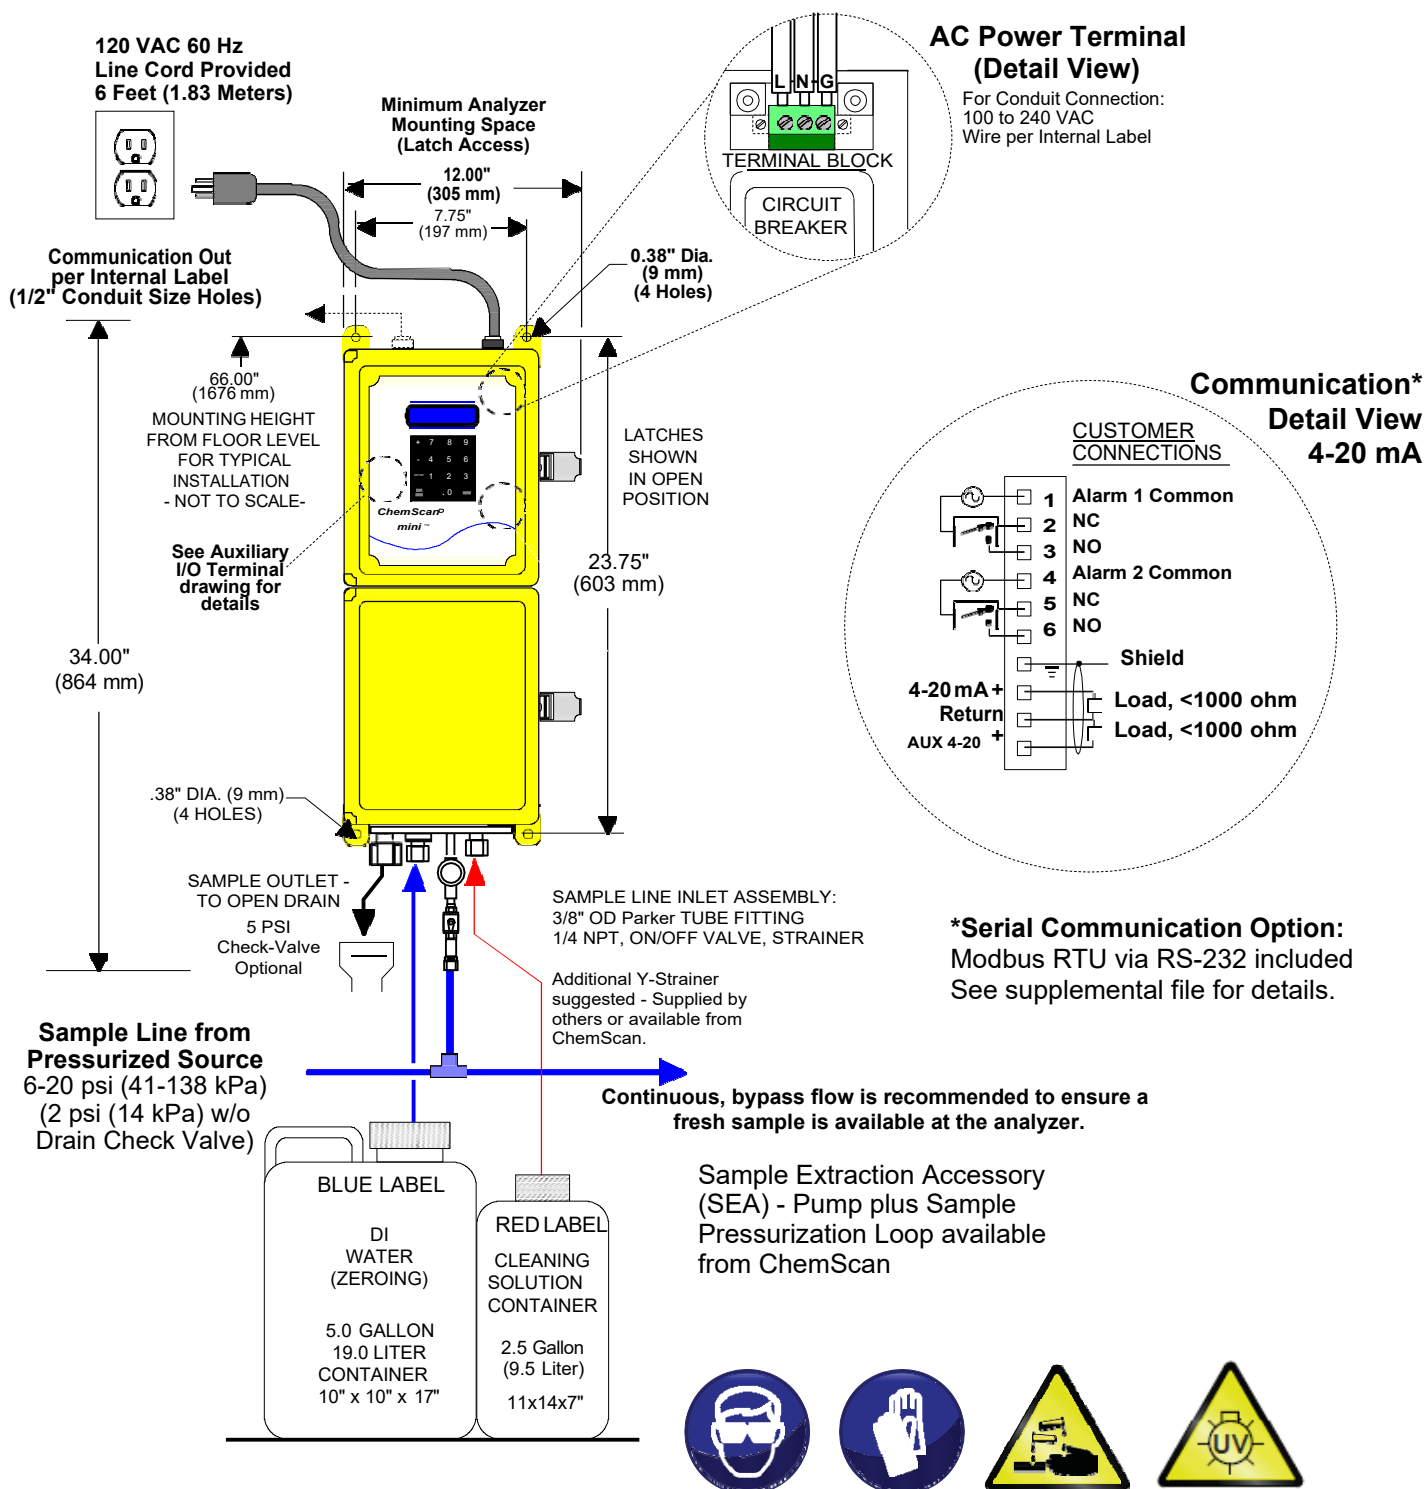 120 VAC 60 Hz
Line Cord Provided
6 Feet (1.83 Meters)
Minimum Analyzer
Mounting Space
(Latch Access)
12.00"
(305 mm)
7.75"
(197 mm)
AC Power Terminal
(Detail View)
For Conduit Connection:
100 to 240 VAC
Wire per Internal Label
L N G
TERMINAL BLOCK
CIRCUIT
BREAKER
Communication Out
per Internal Label
(1/2" Conduit Size Holes)
0.38" Dia.
(9 mm)
(4 Holes)
66.00"
(1676 mm)
MOUNTING HEIGHT
FROM FLOOR LEVEL
FOR TYPICAL
INSTALLATION
- NOT TO SCALE-
+ 7 8 9
- 4 5 6
1 2 3
. 0
ChemScan
mini ™
LATCHES
SHOWN
IN OPEN
POSITION
See Auxiliary
I/O Terminal
drawing for
details
23.75"
(603 mm)
34.00"
(864 mm)
Communication*
Detail View
4-20 mA
CUSTOMER
CONNECTIONS
1 Alarm 1 Common
2 NC
3 NO
4 Alarm 2 Common
5 NC
6 NO
Shield
4-20 mA +
Load, <1000 ohm
Return
Load, <1000 ohm
AUX 4-20 +
.38" DIA. (9 mm)
(4 HOLES)
SAMPLE OUTLET -
TO OPEN DRAIN
5 PSI
Check-Valve
Optional
SAMPLE LINE INLET ASSEMBLY:
3/8" OD Parker TUBE FITTING
1/4 NPT, ON/OFF VALVE, STRAINER
Additional Y-Strainer
suggested - Supplied by
others or available from
ChemScan.
*Serial Communication Option:
Modbus RTU via RS-232 included
See supplemental file for details.
Sample Line from
Pressurized Source
6-20 psi (41-138 kPa)
(2 psi (14 kPa) w/o
Drain Check Valve)
Continuous, bypass flow is recommended to ensure a
fresh sample is available at the analyzer.
BLUE LABEL
DI
WATER
(ZEROING)
5.0 GALLON
19.0 LITER
CONTAINER
10" x 10" x 17"
RED LABEL
CLEANING
SOLUTION
CONTAINER
2.5 Gallon
(9.5 Liter)
11x14x7"
Sample Extraction Accessory
(SEA) - Pump plus Sample
Pressurization Loop available
from ChemScan
UV